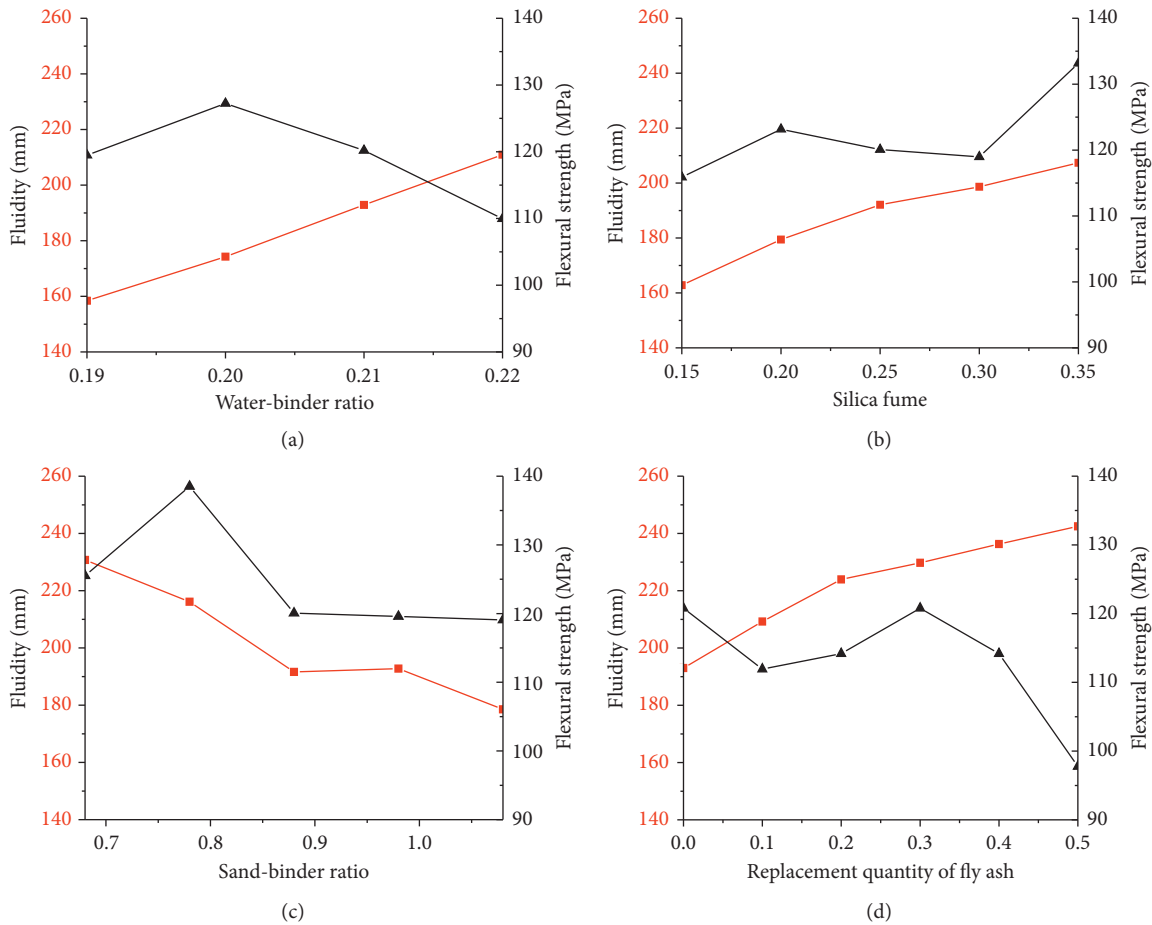 260
240
220
200
180
160
140
Fluidity (mm)
140
130
120
110
100
90
Flexural strength (MPa)
0.19 0.20 0.21 0.22
Water-binder ratio
(a)
260
240
220
200
180
160
140
Fluidity (mm)
140
130
120
110
100
90
Flexural strength (MPa)
0.15 0.20 0.25 0.30 0.35
Silica fume
(b)
260
240
220
200
180
160
140
Fluidity (mm)
140
130
120
110
100
90
Flexural strength (MPa)
0.7 0.8 0.9 1.0
Sand-binder ratio
(c)
260
240
220
200
180
160
140
Fluidity (mm)
140
130
120
110
100
90
Flexural strength (MPa)
0.0 0.1 0.2 0.3 0.4 0.5
Replacement quantity of fly ash
(d)